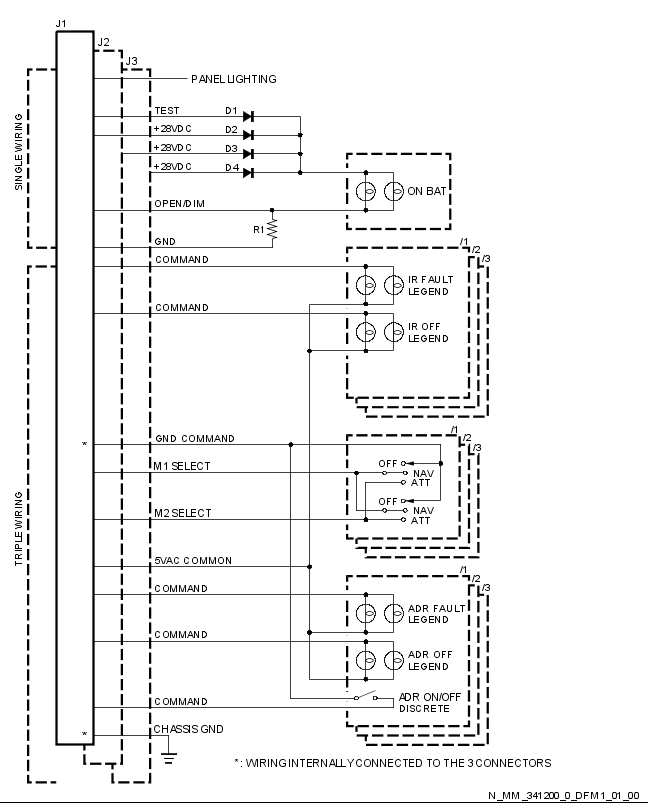 J1
J2
J3
PANEL LIGHTING
TEST
D1
+28VDC
D2
+28VDC
D3
+28VDC
D4
ON BAT
OPEN/DIM
R1
GND
SINGLE WIRING
COMMAND
/1
/2
/3
IR FAULT
LEGEND
COMMAND
IR OFF
LEGEND
* GND COMMAND
/1
/2
/3
M1 SELECT
OFF
NAV
ATT
OFF
NAV
ATT
M2 SELECT
TRIPLE WIRING
5VAC COMMON
/1
/2
/3
COMMAND
ADR FAULT
LEGEND
COMMAND
ADR OFF
LEGEND
ADR ON/OFF
DISCRETE
COMMAND
* CHASSIS GND
* : WIRING INTERNALLY CONNECTED TO THE 3 CONNECTORS
N_MM_341200_0_DFM1_01_00